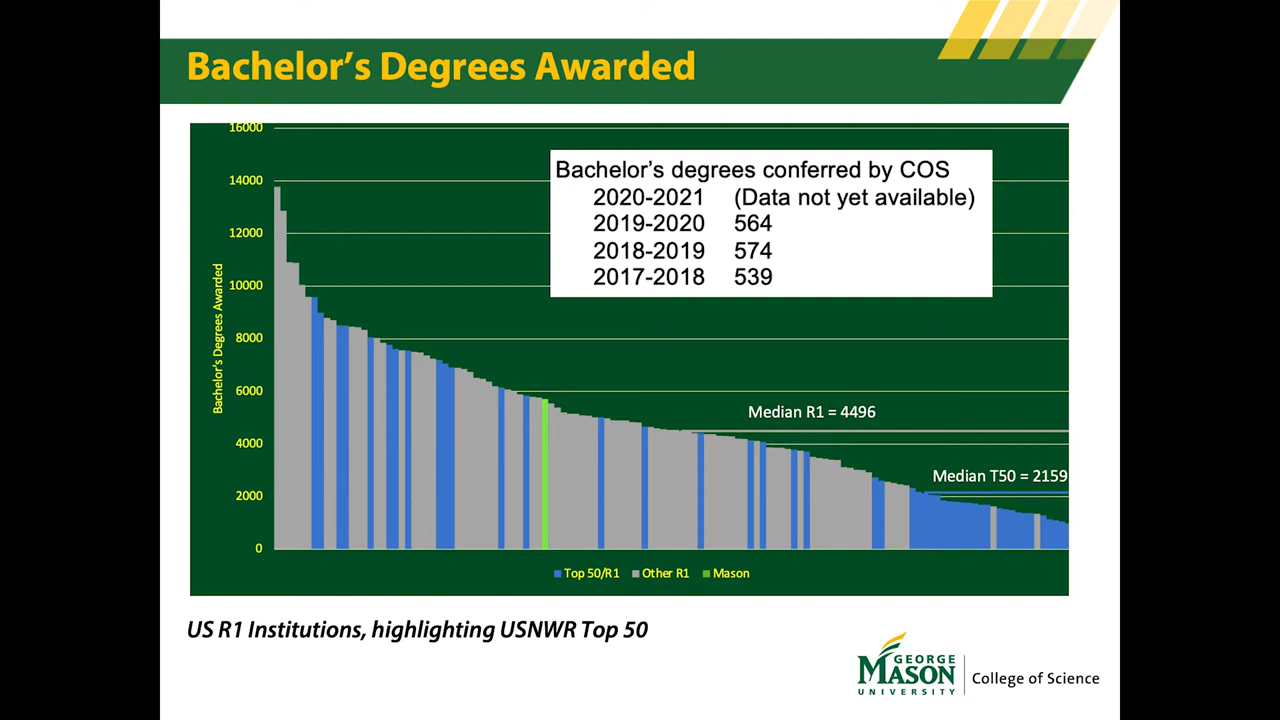 Bachelor's Degrees Awarded
16000
14000
12000
10000
8000
6000
4000
2000
0
Bachelor's Degrees Awarded
Bachelor's degrees conferred by COS
2020-2021 (Data not yet available)
2019-2020 564
2018-2019 574
2017-2018 539
Median R1 = 4496
Median T50 = 2159
Top 50/R1 Other R1 Mason
US R1 Institutions, highlighting USNWR Top 50
GEORGE
MASON
UNIVERSITY
College of Science